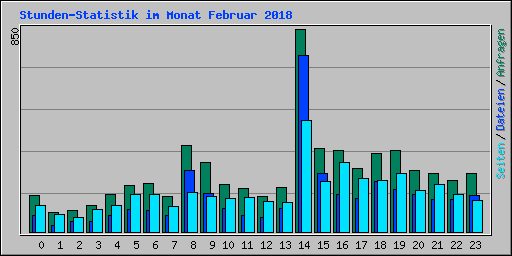 Stunden-Statistik im Monat Februar 2018
850
Seiten / Dateien / Anfragen
0 1 2 3 4 5 6 7 8 9 10 11 12 13 14 15 16 17 18 19 20 21 22 23